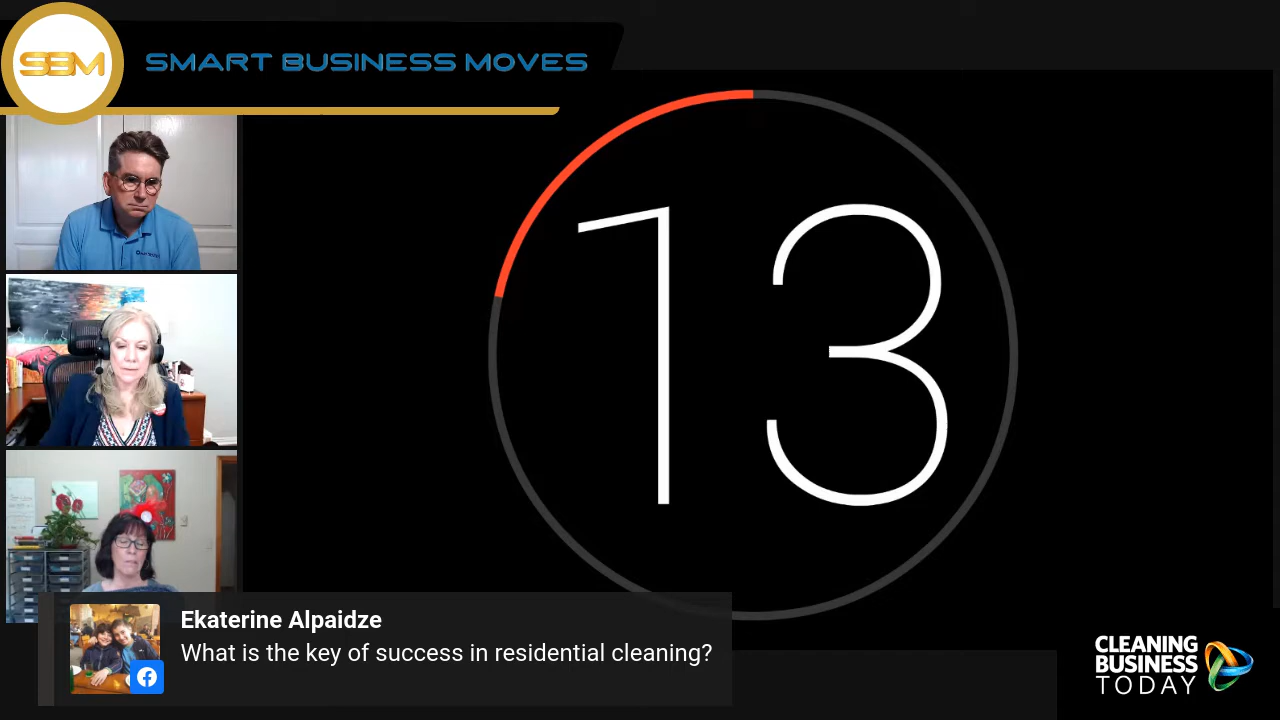 SBM
SMART BUSINESS MOVES
13
Ekaterine Alpaidze
What is the key of success in residential cleaning?
CLEANING
BUSINESS
TODAY